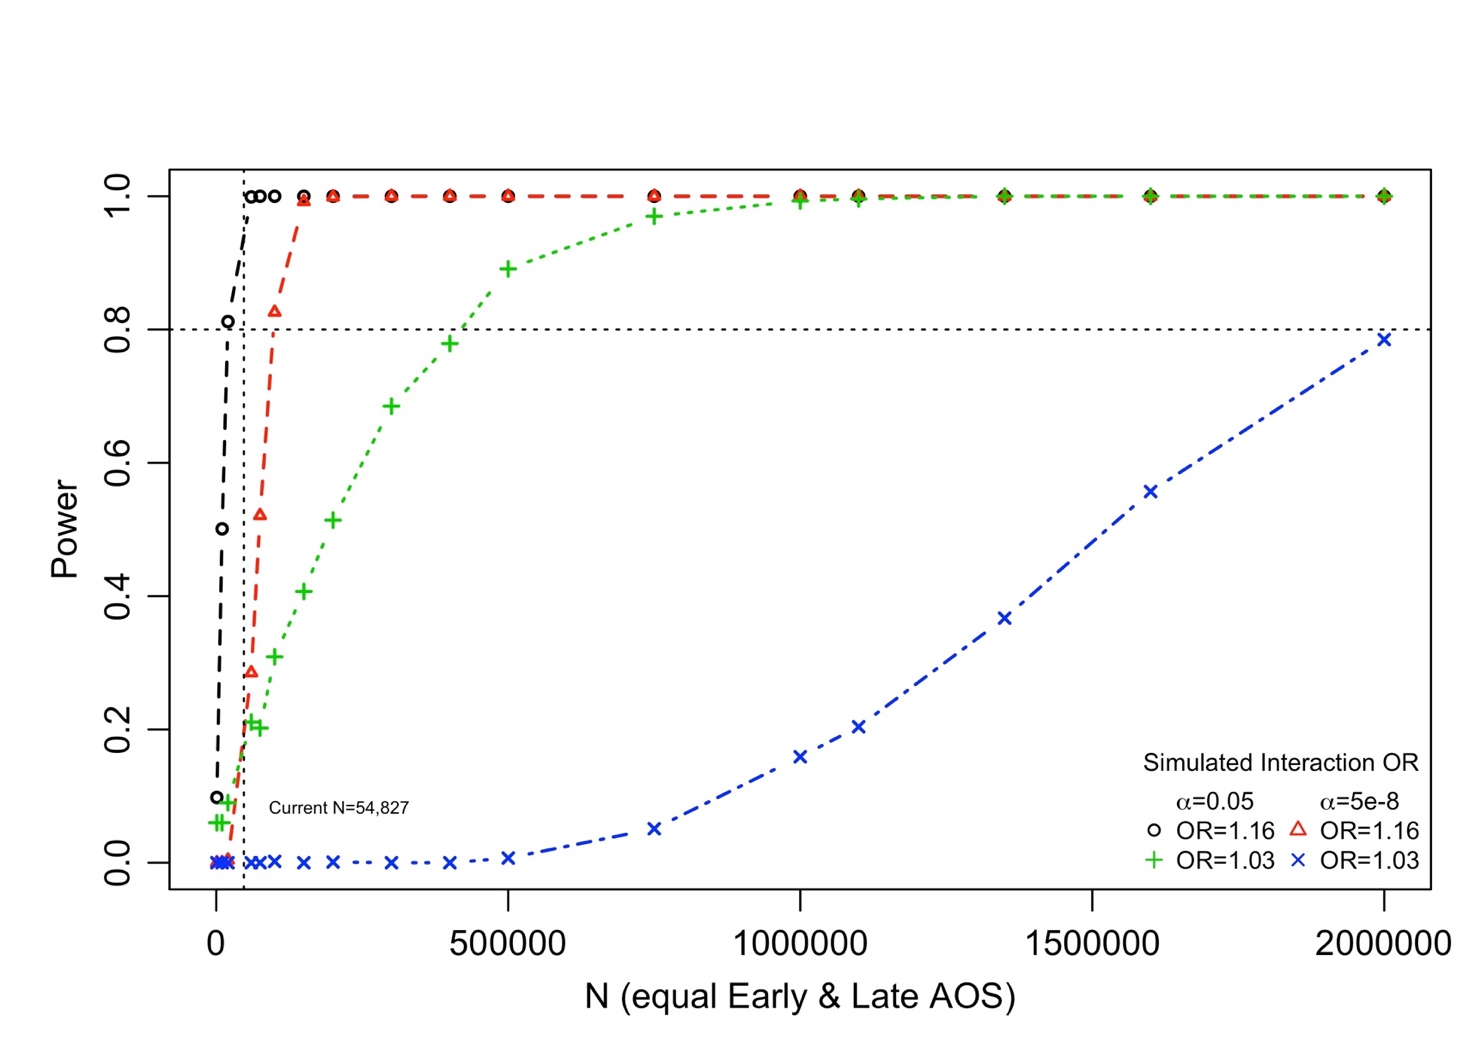 1.0
0.8
0.6
0.4
0.2
0.0
Power
Current N=54,827
Simulated Interaction OR
α=0.05 α=5e-8
OR=1.16 OR=1.16
OR=1.03 OR=1.03
0 500000 1000000 1500000 2000000
N (equal Early & Late AOS)